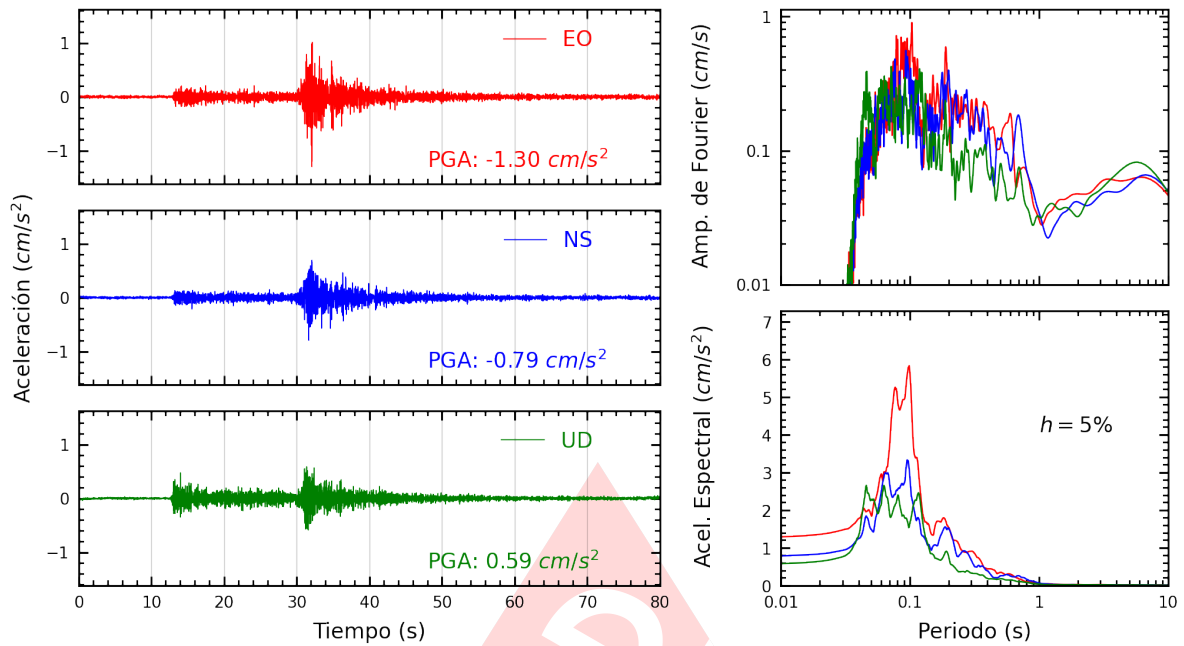 Aceleración (cm/s²)
1
0
−1
EO
PGA: -1.30 cm/s²
1
0
−1
NS
PGA: -0.79 cm/s²
1
0
−1
UD
PGA: 0.59 cm/s²
0 10 20 30 40 50 60 70 80
Tiempo (s)
Amp. de Fourier (cm/s)
1
0.1
0.01
Acel. Espectral (cm/s²)
7
6
5
4
3
2
1
0
h = 5%
0.01 0.1 1 10
Periodo (s)